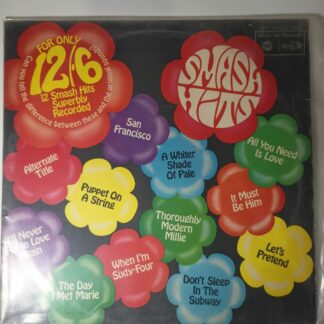 FOR ONLY
12/6
12 Smash Hits
Superbly
Recorded
Can you tell the difference between these and the original sounds?
SMASH
HITS
San
Francisco
All You Need
Is Love
Alternate
Title
A Whiter
Shade
Of Pale
Puppet On
A String
It Must
Be Him
Thoroughly
Modern
Millie
I'll Never
Fall In Love
Again
Let's
Pretend
When I'm
Sixty-Four
The Day
I Met Marie
Don't Sleep
In The
Subway